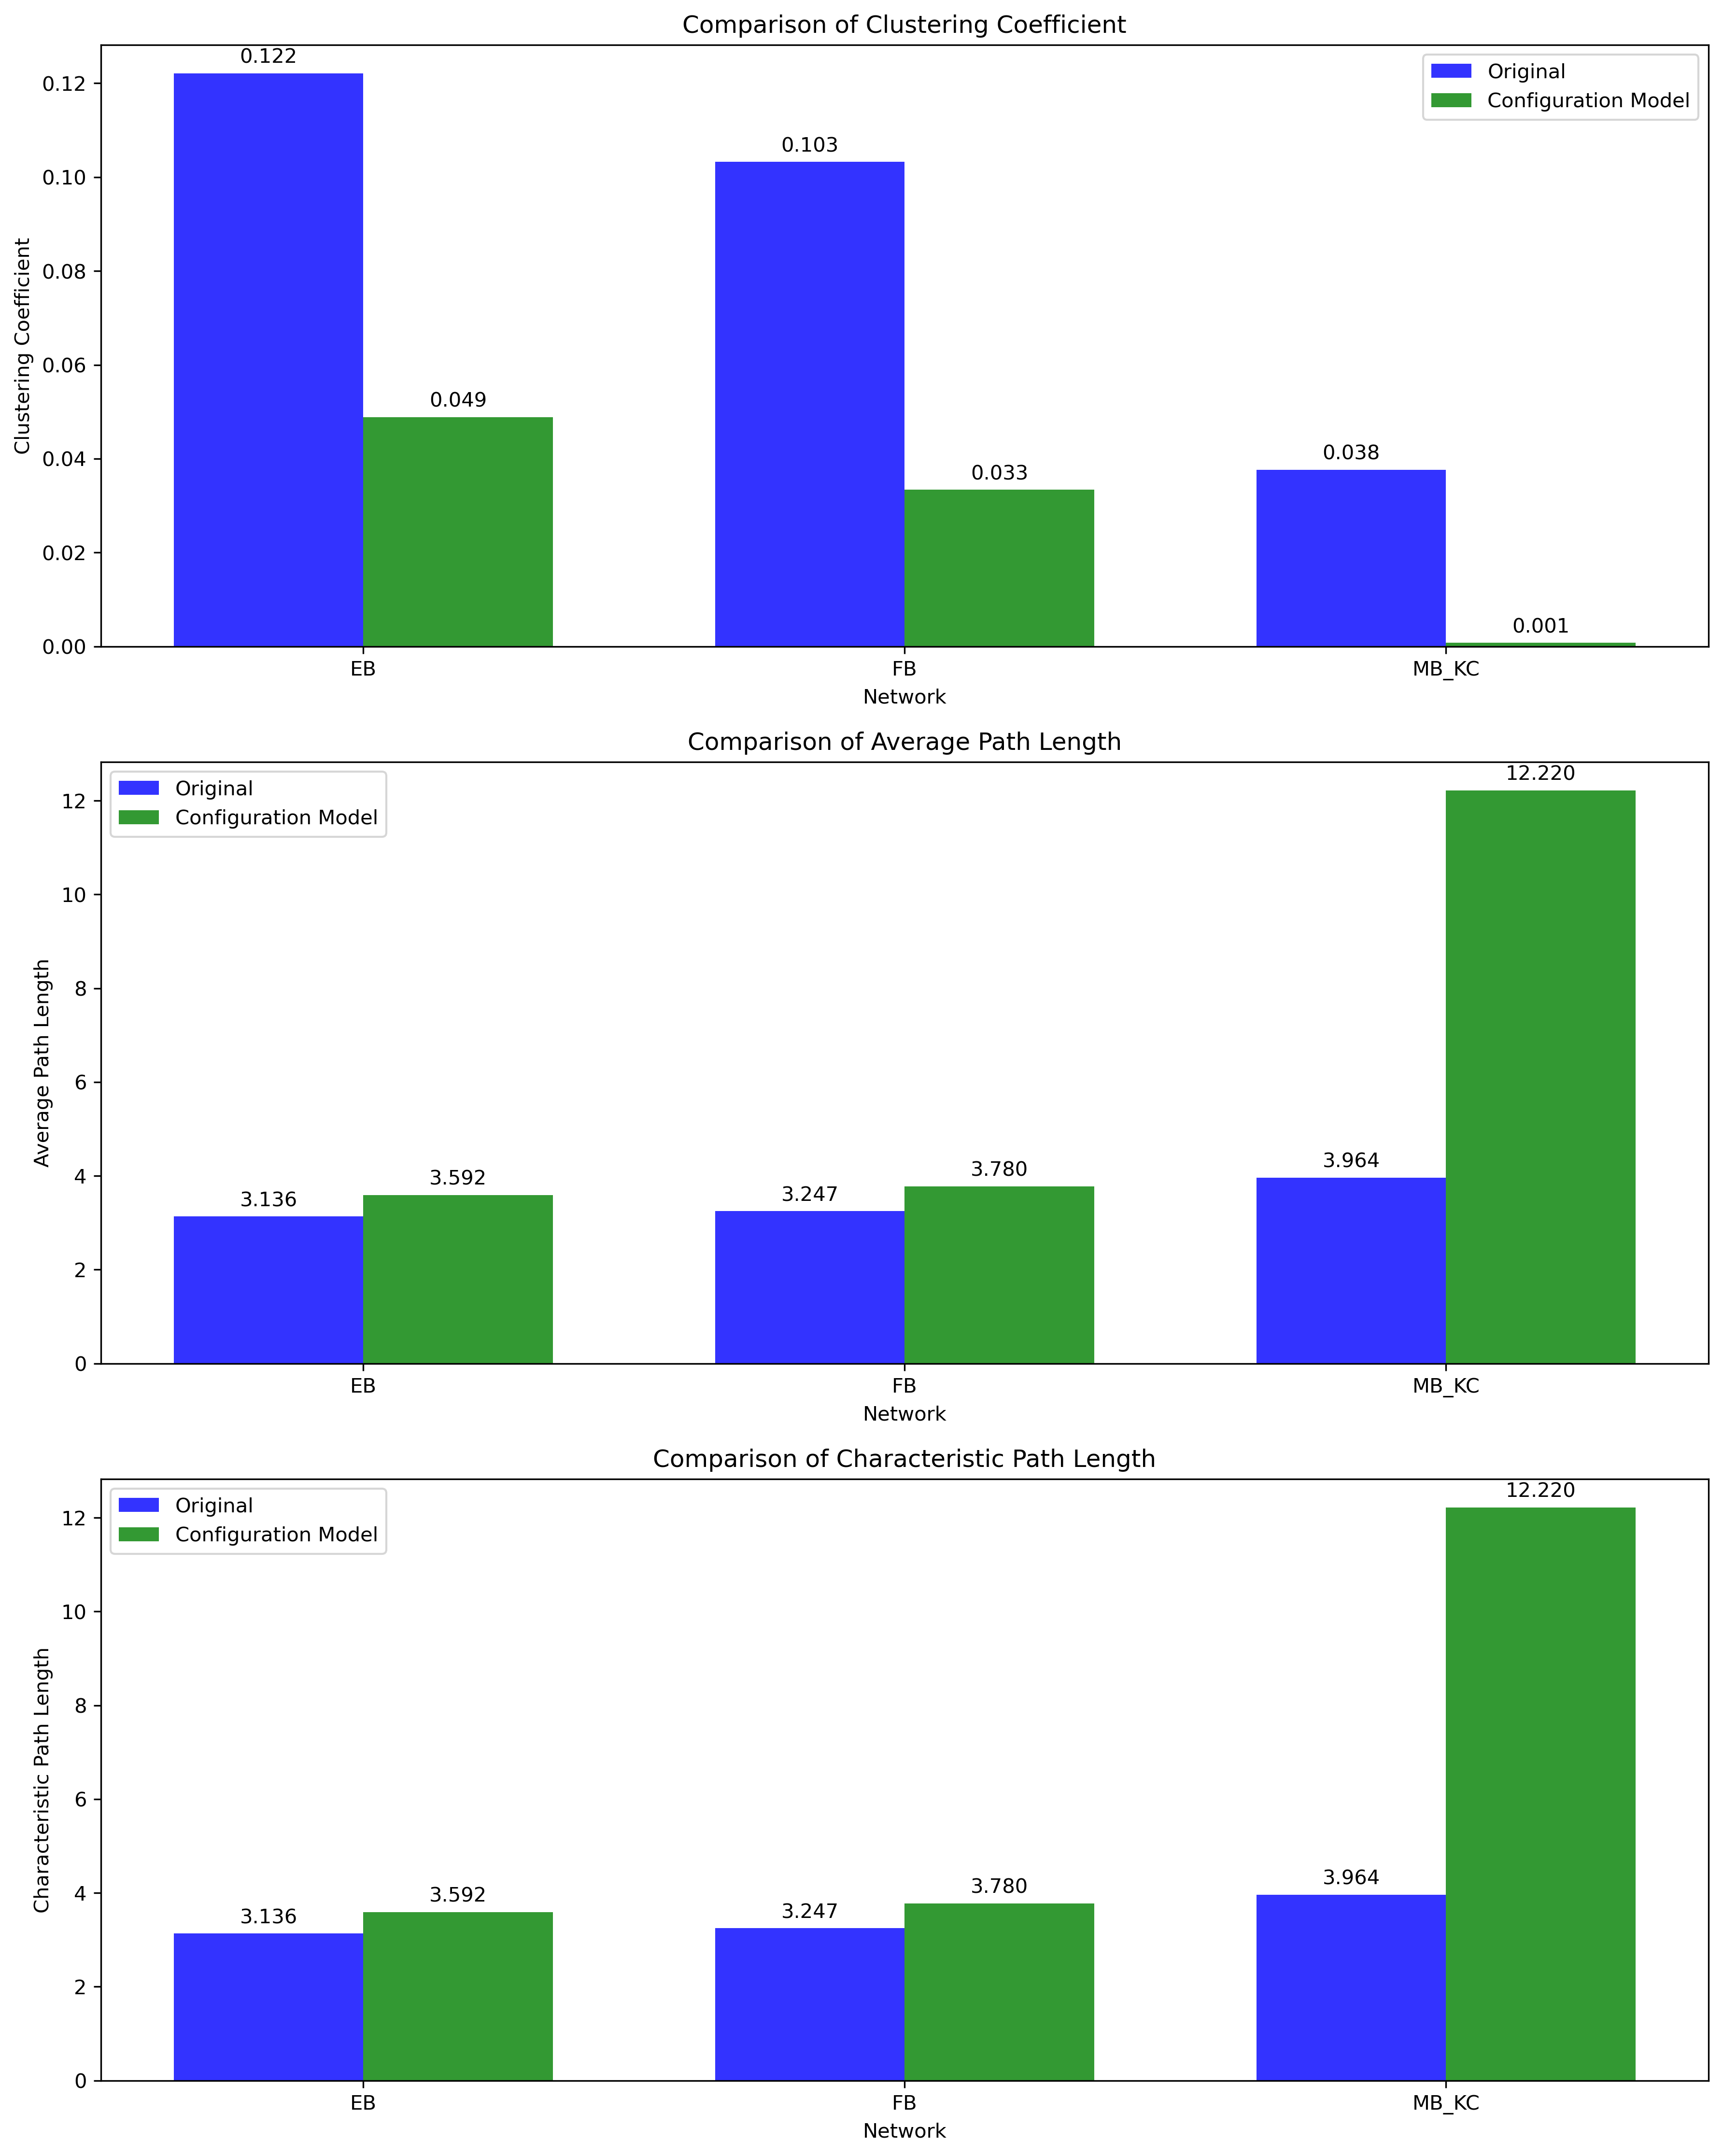 Comparison of Clustering Coefficient
0.122
0.103
0.049
0.033
0.038
0.001
Original
Configuration Model
0.12
0.10
0.08
0.06
0.04
0.02
0.00
Clustering Coefficient
EB
FB
MB_KC
Network
Comparison of Average Path Length
Original
Configuration Model
12.220
3.136
3.592
3.247
3.780
3.964
12
10
8
6
4
2
0
Average Path Length
EB
FB
MB_KC
Network
Comparison of Characteristic Path Length
Original
Configuration Model
12.220
3.136
3.592
3.247
3.780
3.964
12
10
8
6
4
2
0
Characteristic Path Length
EB
FB
MB_KC
Network